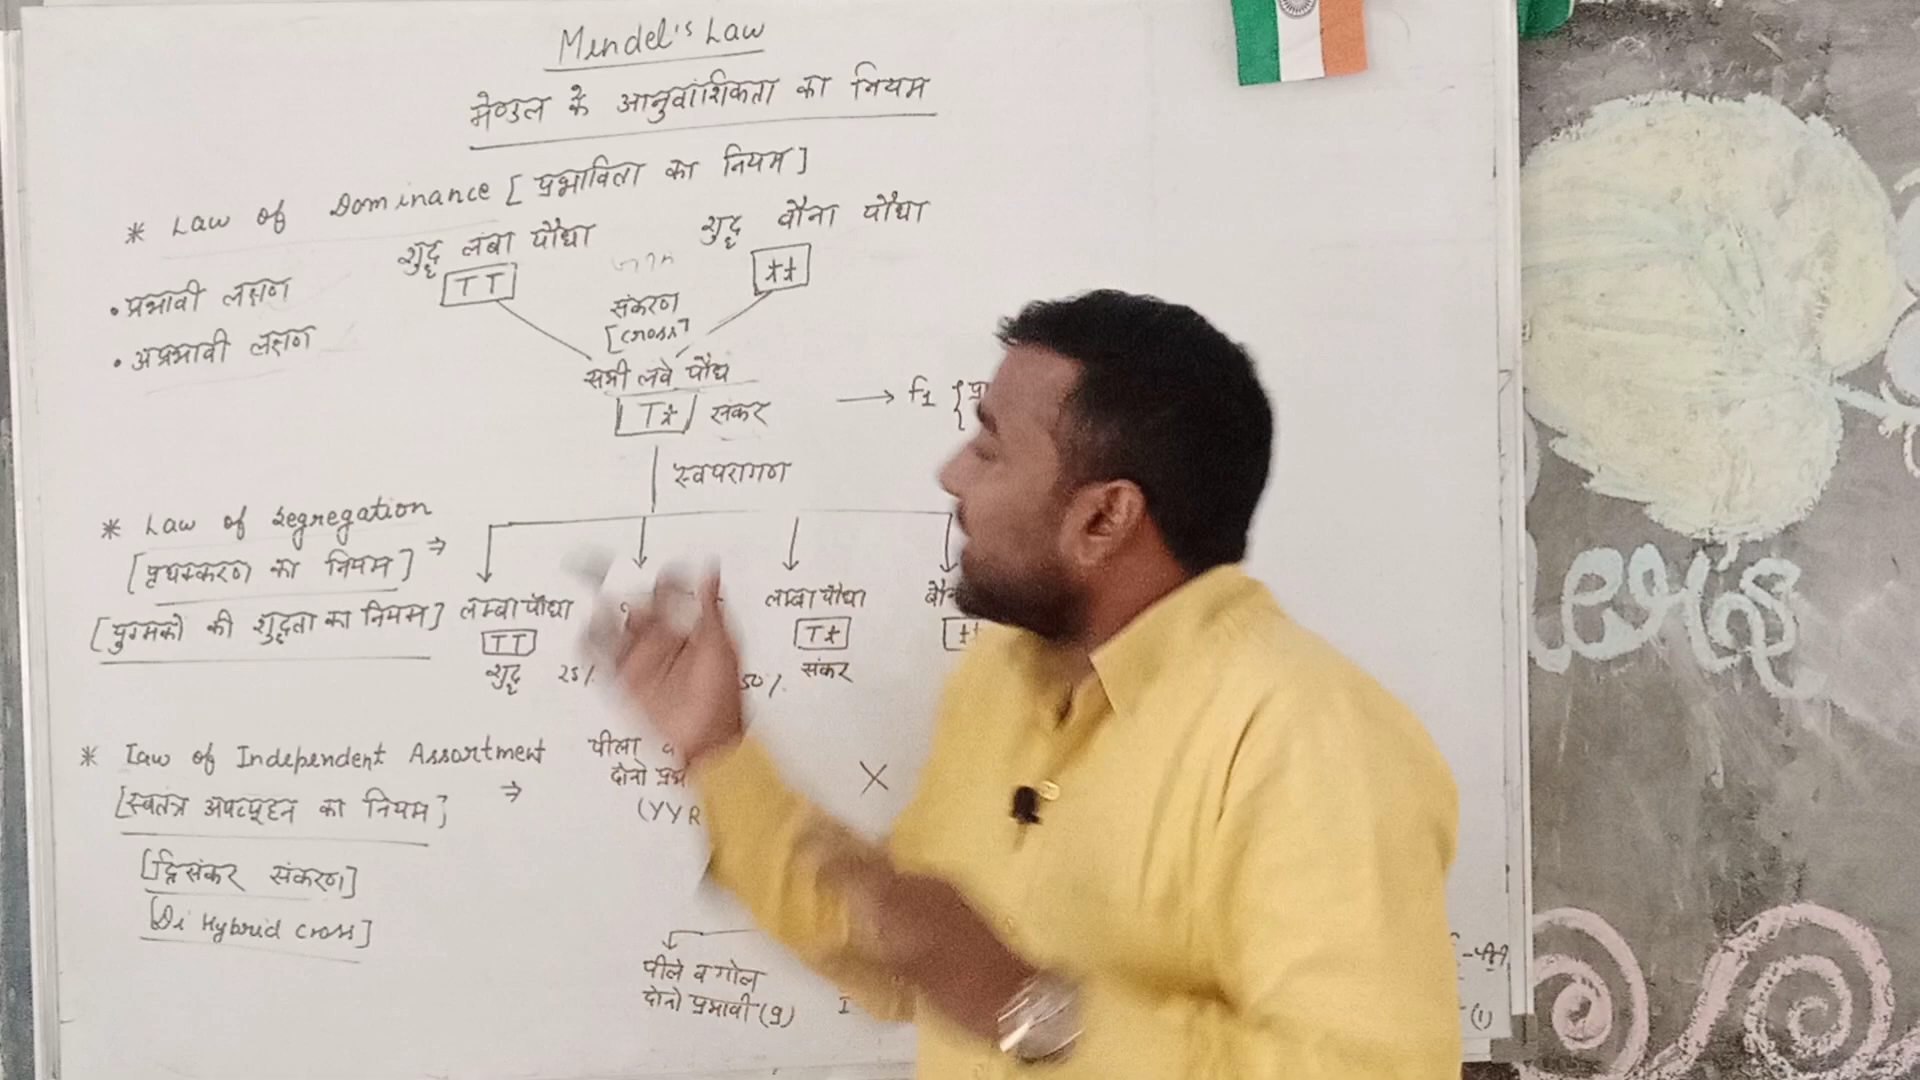 Mendel's Law
मेण्डल के आनुवांशिकता का नियम
* Law of Dominance [प्रभाविता का नियम]
शुद्ध लंबा पौधा
शुद्ध बौना पौधा
TT
tt
• प्रभावी लक्षण
• अप्रभावी लक्षण
संकरण
[cross]
सभी लंबे पौधे
Tt संकर
→ F1
स्वपरागण
* Law of Segregation
[पृथक्करण का नियम] ⇒
[युग्मको की शुद्धता का नियम]
लम्बा पौधा
लम्बा पौधा
TT
Tt
शुद्ध 25%
50%
संकर
* Law of Independent Assortment ⇒
[स्वतंत्र अपव्यूहन का नियम]
[द्विसंकर संकरण]
[Di Hybrid cross]
पीला
दोनो
(YYR
X
पीले व गोल
दोनो प्रभावी (9)
(1)